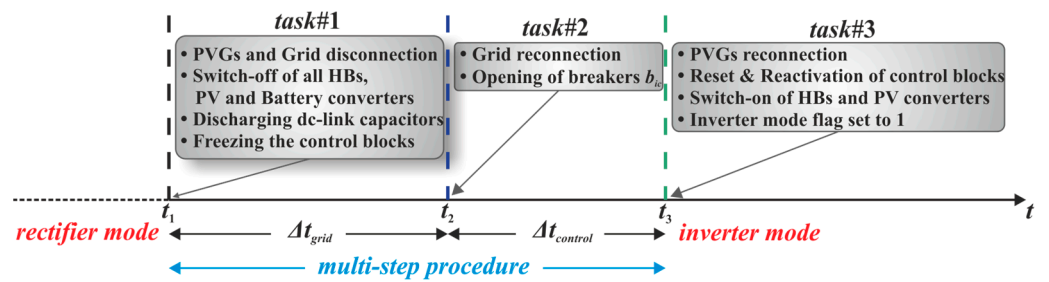 task#1
• PVGs and Grid disconnection
• Switch-off of all HBs,
PV and Battery converters
• Discharging dc-link capacitors
• Freezing the control blocks
task#2
• Grid reconnection
• Opening of breakers b_ic
task#3
• PVGs reconnection
• Reset & Reactivation of control blocks
• Switch-on of HBs and PV converters
• Inverter mode flag set to 1
t₁
t₂
t₃
t
rectifier mode
Δt_grid
Δt_control
inverter mode
multi-step procedure